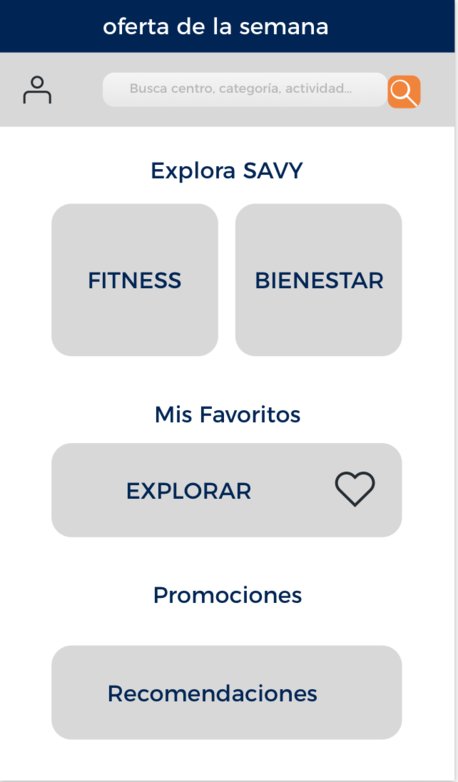 oferta de la semana
Busca centro, categoría, actividad...
Explora SAVY
FITNESS BIENESTAR
Mis Favoritos
EXPLORAR
Promociones
Recomendaciones